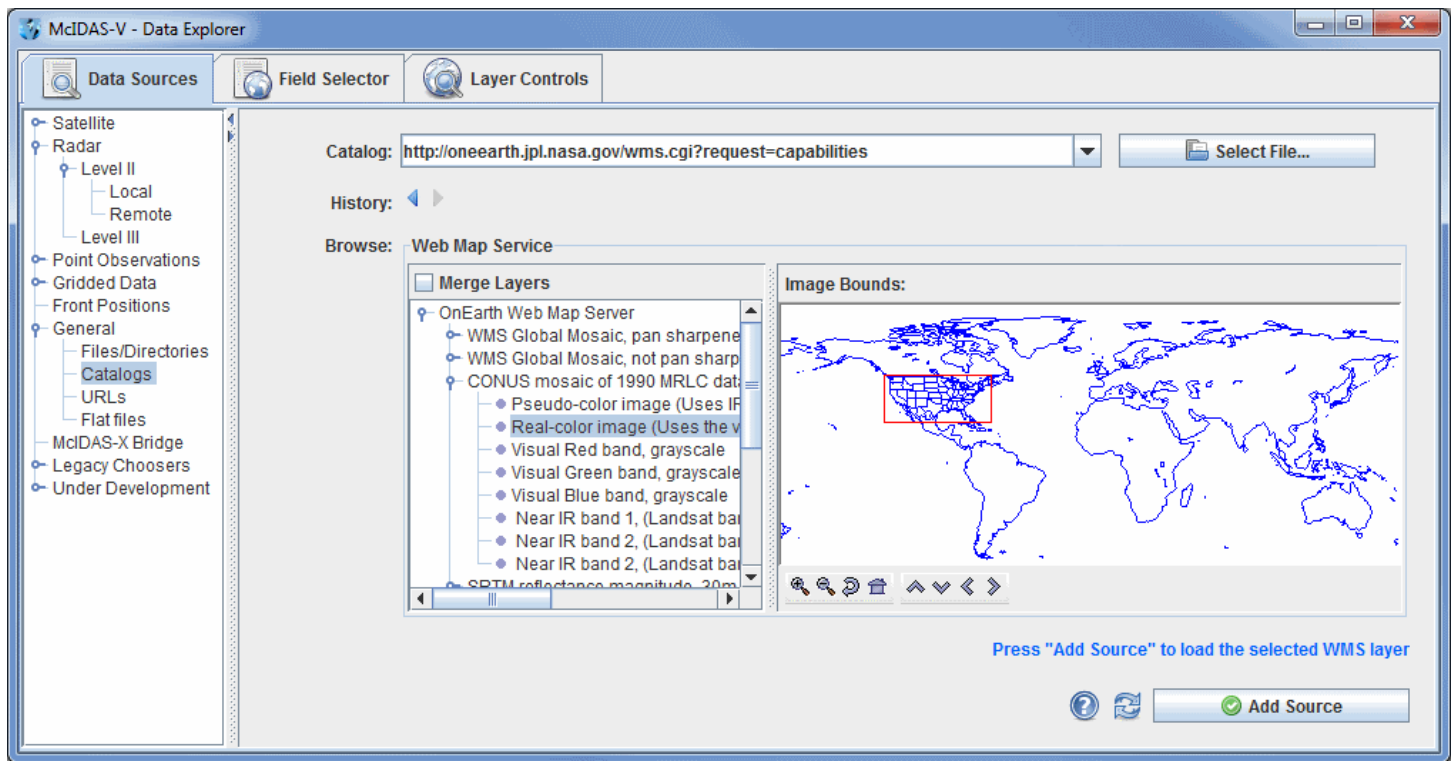 McIDAS-V - Data Explorer
Data Sources
Field Selector
Layer Controls
Satellite
Radar
Level II
Local
Remote
Level III
Point Observations
Gridded Data
Front Positions
General
Files/Directories
Catalogs
URLs
Flat files
McIDAS-X Bridge
Legacy Choosers
Under Development
Catalog: http://oneearth.jpl.nasa.gov/wms.cgi?request=capabilities
Select File...
History:
Browse:
Web Map Service
Merge Layers
OnEarth Web Map Server
WMS Global Mosaic, pan sharpene
WMS Global Mosaic, not pan sharp
CONUS mosaic of 1990 MRLC dat
Pseudo-color image (Uses IF
Real-color image (Uses the v
Visual Red band, grayscale
Visual Green band, grayscale
Visual Blue band, grayscale
Near IR band 1, (Landsat ba
Near IR band 2, (Landsat ba
Near IR band 2, (Landsat ba
SRTM reflectance magnitude, 30m
Image Bounds:
Press "Add Source" to load the selected WMS layer
Add Source